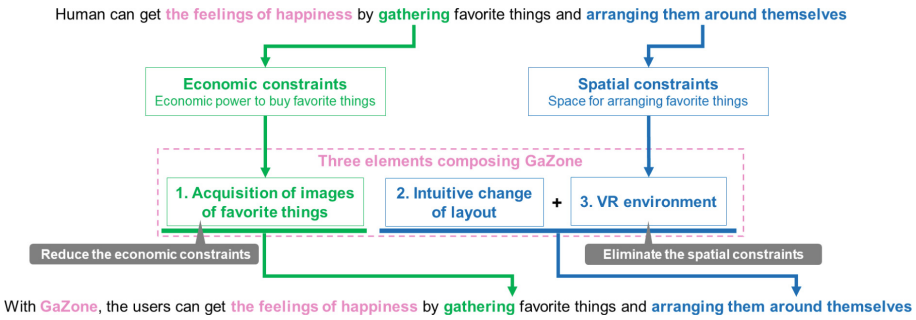 Human can get the feelings of happiness by gathering favorite things and arranging them around themselves
Economic constraints
Economic power to buy favorite things
Spatial constraints
Space for arranging favorite things
Three elements composing GaZone
1. Acquisition of images
of favorite things
2. Intuitive change
of layout
+
3. VR environment
Reduce the economic constraints
Eliminate the spatial constraints
With GaZone, the users can get the feelings of happiness by gathering favorite things and arranging them around themselves